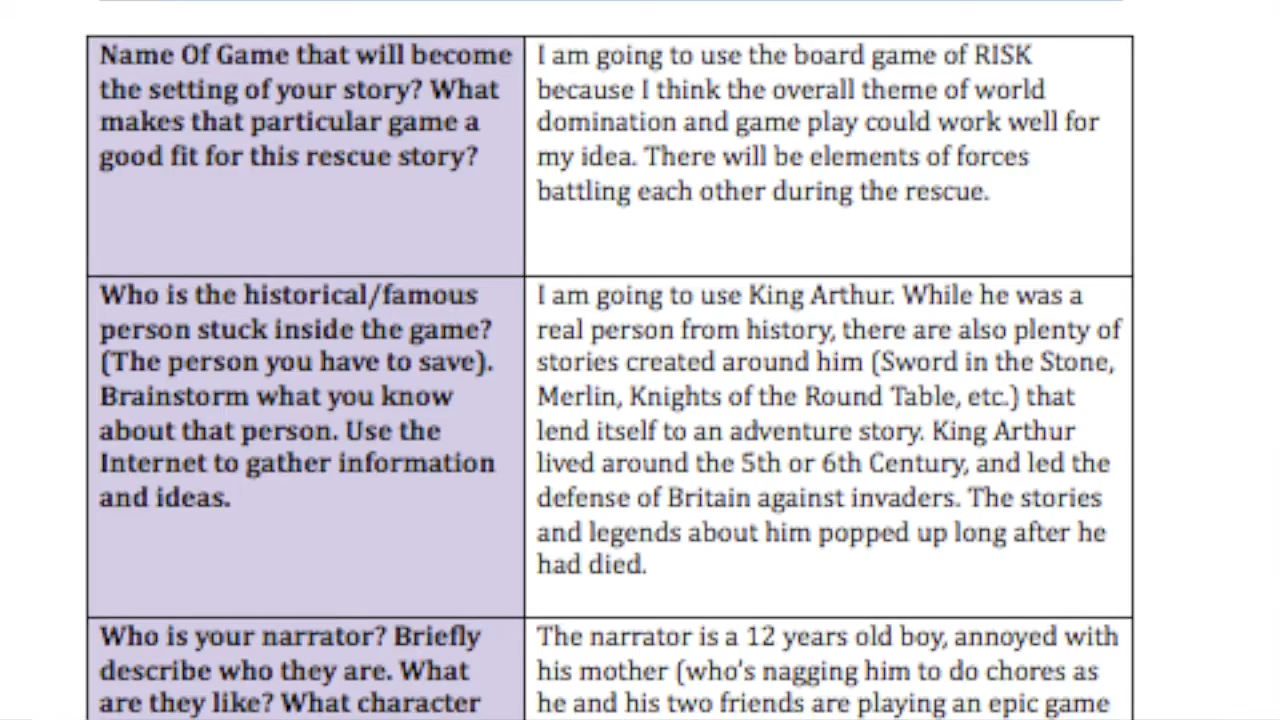 Name Of Game that will become
the setting of your story? What
makes that particular game a
good fit for this rescue story?
I am going to use the board game of RISK
because I think the overall theme of world
domination and game play could work well for
my idea. There will be elements of forces
battling each other during the rescue.
Who is the historical/famous
person stuck inside the game?
(The person you have to save).
Brainstorm what you know
about that person. Use the
Internet to gather information
and ideas.
I am going to use King Arthur. While he was a
real person from history, there are also plenty of
stories created around him (Sword in the Stone,
Merlin, Knights of the Round Table, etc.) that
lend itself to an adventure story. King Arthur
lived around the 5th or 6th Century, and led the
defense of Britain against invaders. The stories
and legends about him popped up long after he
had died.
Who is your narrator? Briefly
describe who they are. What
are they like? What character
The narrator is a 12 years old boy, annoyed with
his mother (who's nagging him to do chores as
he and his two friends are playing an epic game